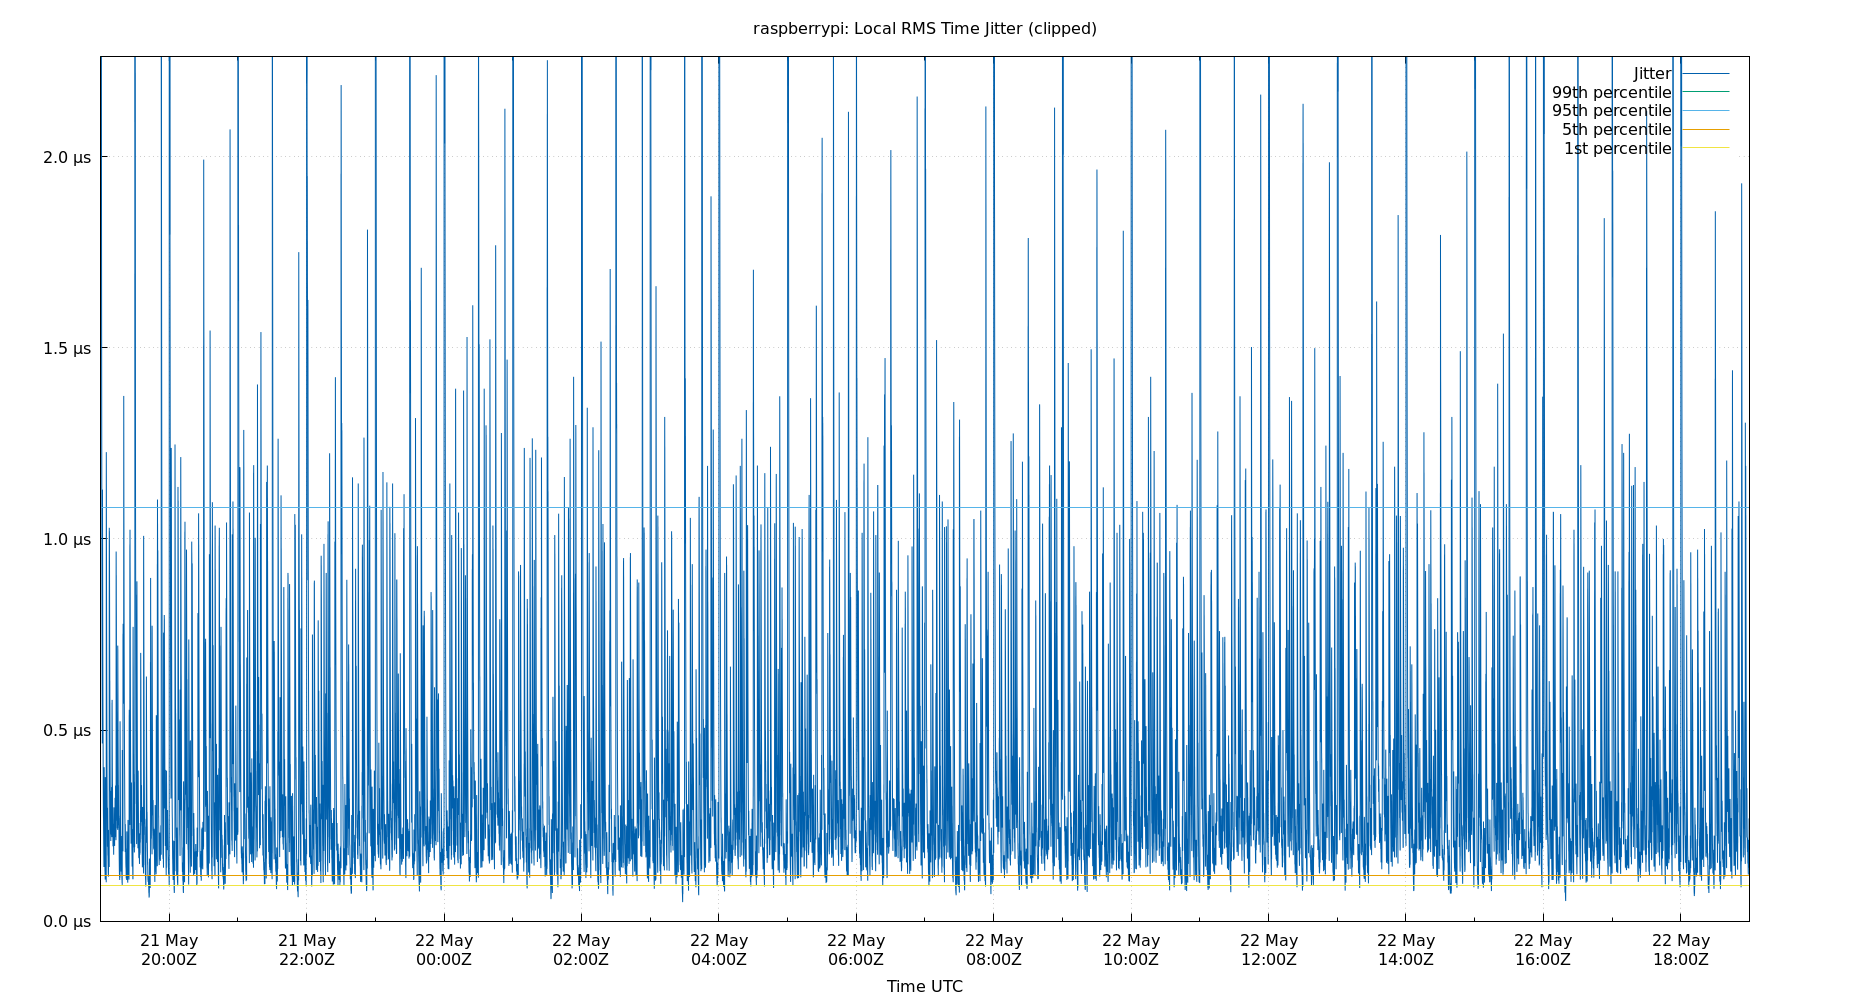 raspberrypi: Local RMS Time Jitter (clipped)
Jitter
99th percentile
95th percentile
5th percentile
1st percentile
2.0 µs
1.5 µs
1.0 µs
0.5 µs
0.0 µs
21 May 21 May 22 May 22 May 22 May 22 May 22 May 22 May 22 May 22 May 22 May 22 May
20:00Z 22:00Z 00:00Z 02:00Z 04:00Z 06:00Z 08:00Z 10:00Z 12:00Z 14:00Z 16:00Z 18:00Z
Time UTC